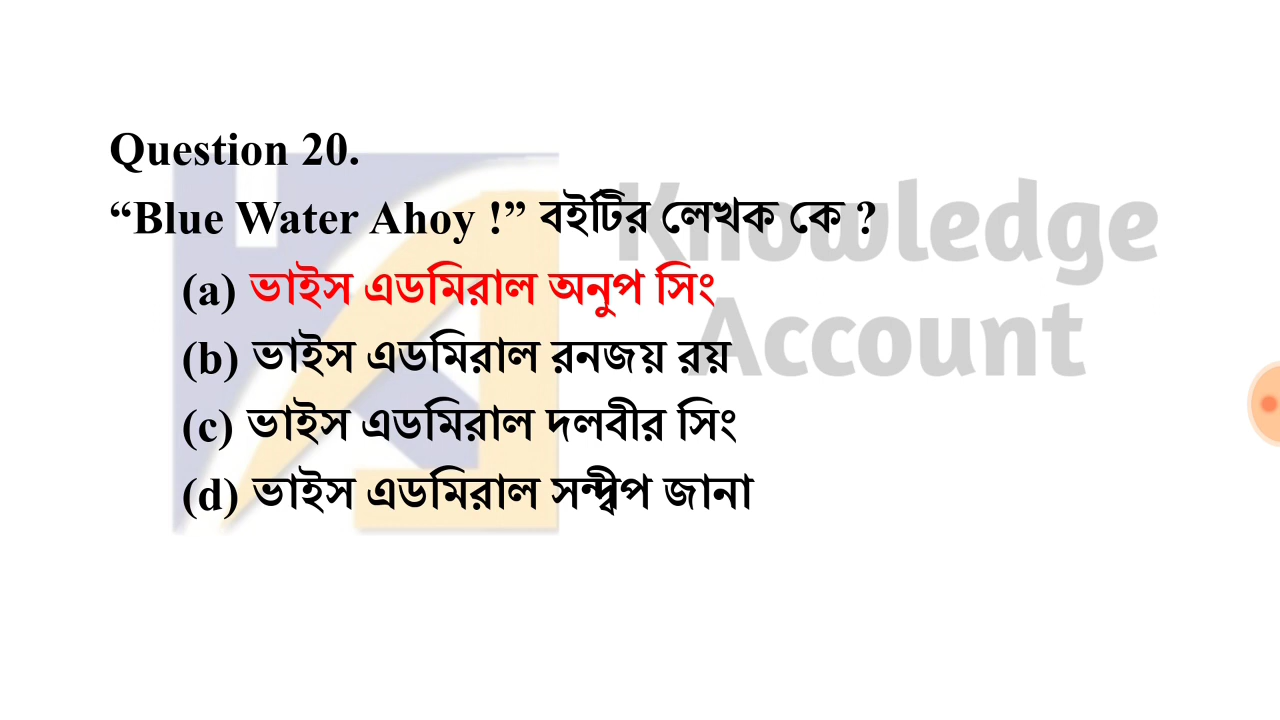 Question 20.
“Blue Water Ahoy !” বইটির লেখক কে ?
(a) ভাইস এডমিরাল অনুপ সিং
(b) ভাইস এডমিরাল রনজয় রয়
(c) ভাইস এডমিরাল দলবীর সিং
(d) ভাইস এডমিরাল সন্দ্বীপ জানা
Knowledge
Account